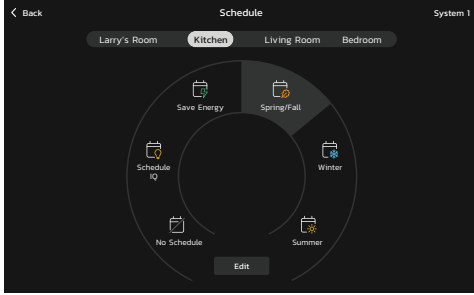 Back
Schedule
System 1
Larry's Room
Kitchen
Living Room
Bedroom
Save Energy
Spring/Fall
Schedule
IQ
Winter
No Schedule
Summer
Edit